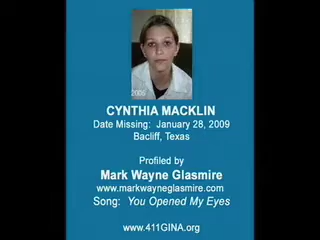 2005
CYNTHIA MACKLIN
Date Missing: January 28, 2009
Bacliff, Texas
Profiled by
Mark Wayne Glasmire
www.markwayneglasmire.com
Song: You Opened My Eyes
www.411GINA.org